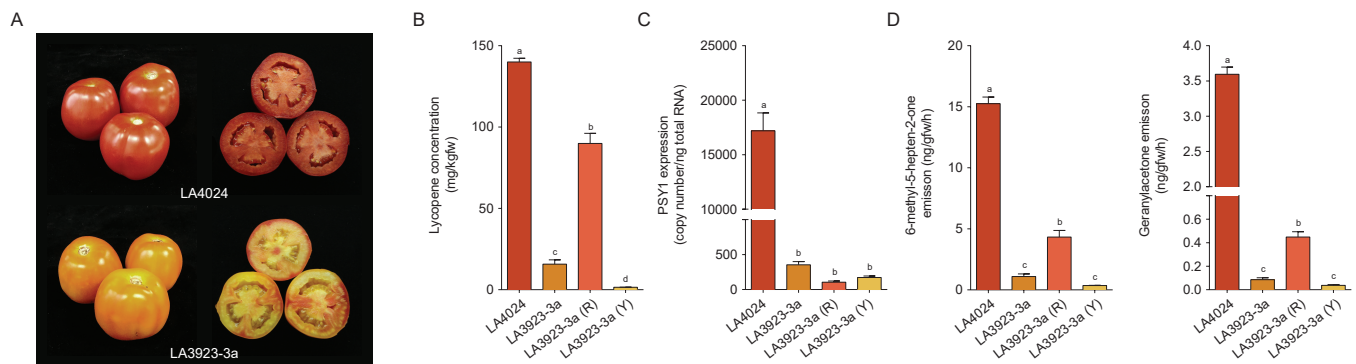 A
LA4024
LA3923-3a
B
Lycopene concentration
(mg/kgfw)
150
100
50
0
a
c
b
d
LA4024
LA3923-3a
LA3923-3a (R)
LA3923-3a (Y)
C
PSY1 expression
(copy number/ng total RNA)
25000
20000
15000
10000
500
0
a
b
b
b
LA4024
LA3923-3a
LA3923-3a (R)
LA3923-3a (Y)
D
6-methyl-5-hepten-2-one
emission (ng/gfw/h)
20
15
10
5
0
a
c
b
c
LA4024
LA3923-3a
LA3923-3a (R)
LA3923-3a (Y)
Geranylacetone emission
(ng/gfw/h)
4.0
3.5
3.0
2.5
2.0
0.6
0.4
0.2
0.0
a
c
b
c
LA4024
LA3923-3a
LA3923-3a (R)
LA3923-3a (Y)